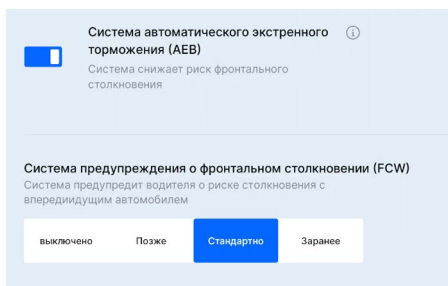 Система автоматического экстренного
торможения (AEB)
Система снижает риск фронтального
столкновения
Система предупреждения о фронтальном столкновении (FCW)
Система предупредит водителя о риске столкновения с
впередиидущим автомобилем
выключено Позже Стандартно Заранее